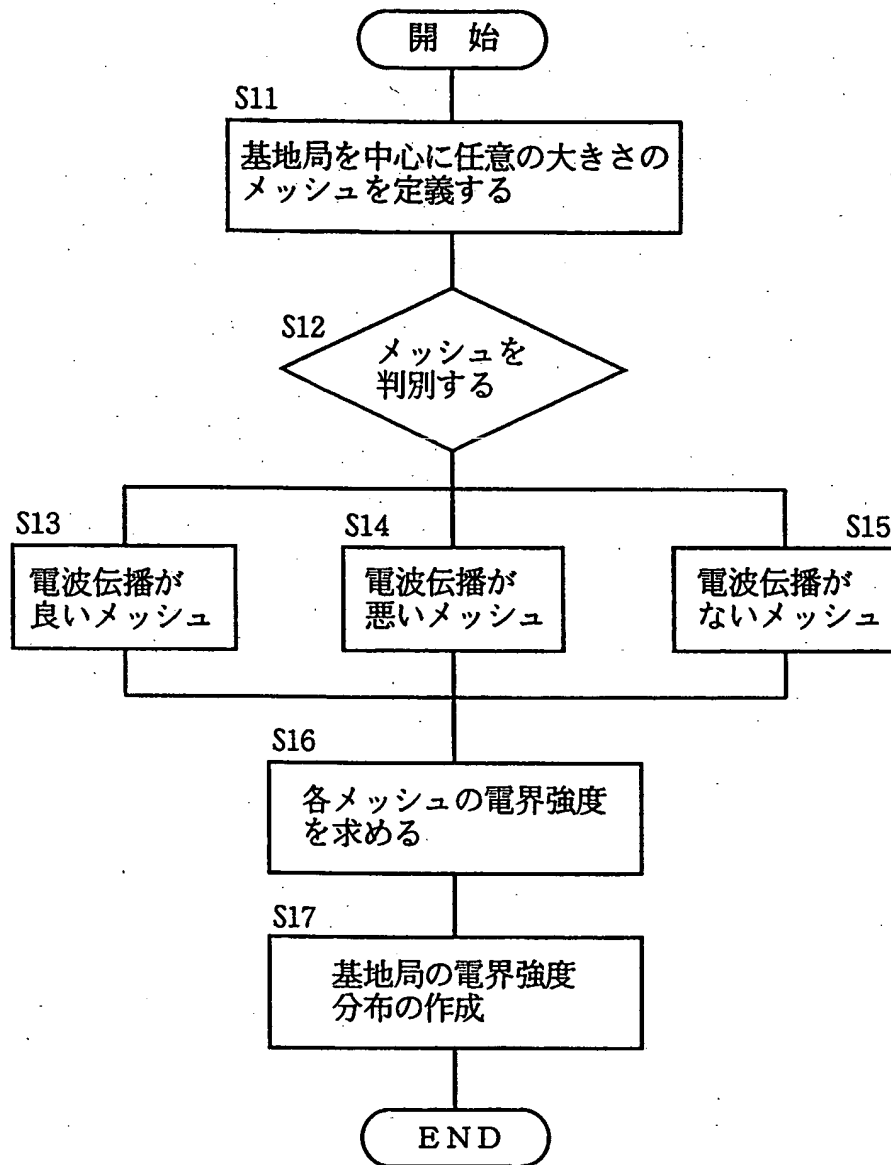 開 始
S11
基地局を中心に任意の大きさの
メッシュを定義する
S12
メッシュを
判別する
S13
電波伝播が
良いメッシュ
S14
電波伝播が
悪いメッシュ
S15
電波伝播が
ないメッシュ
S16
各メッシュの電界強度
を求める
S17
基地局の電界強度
分布の作成
END